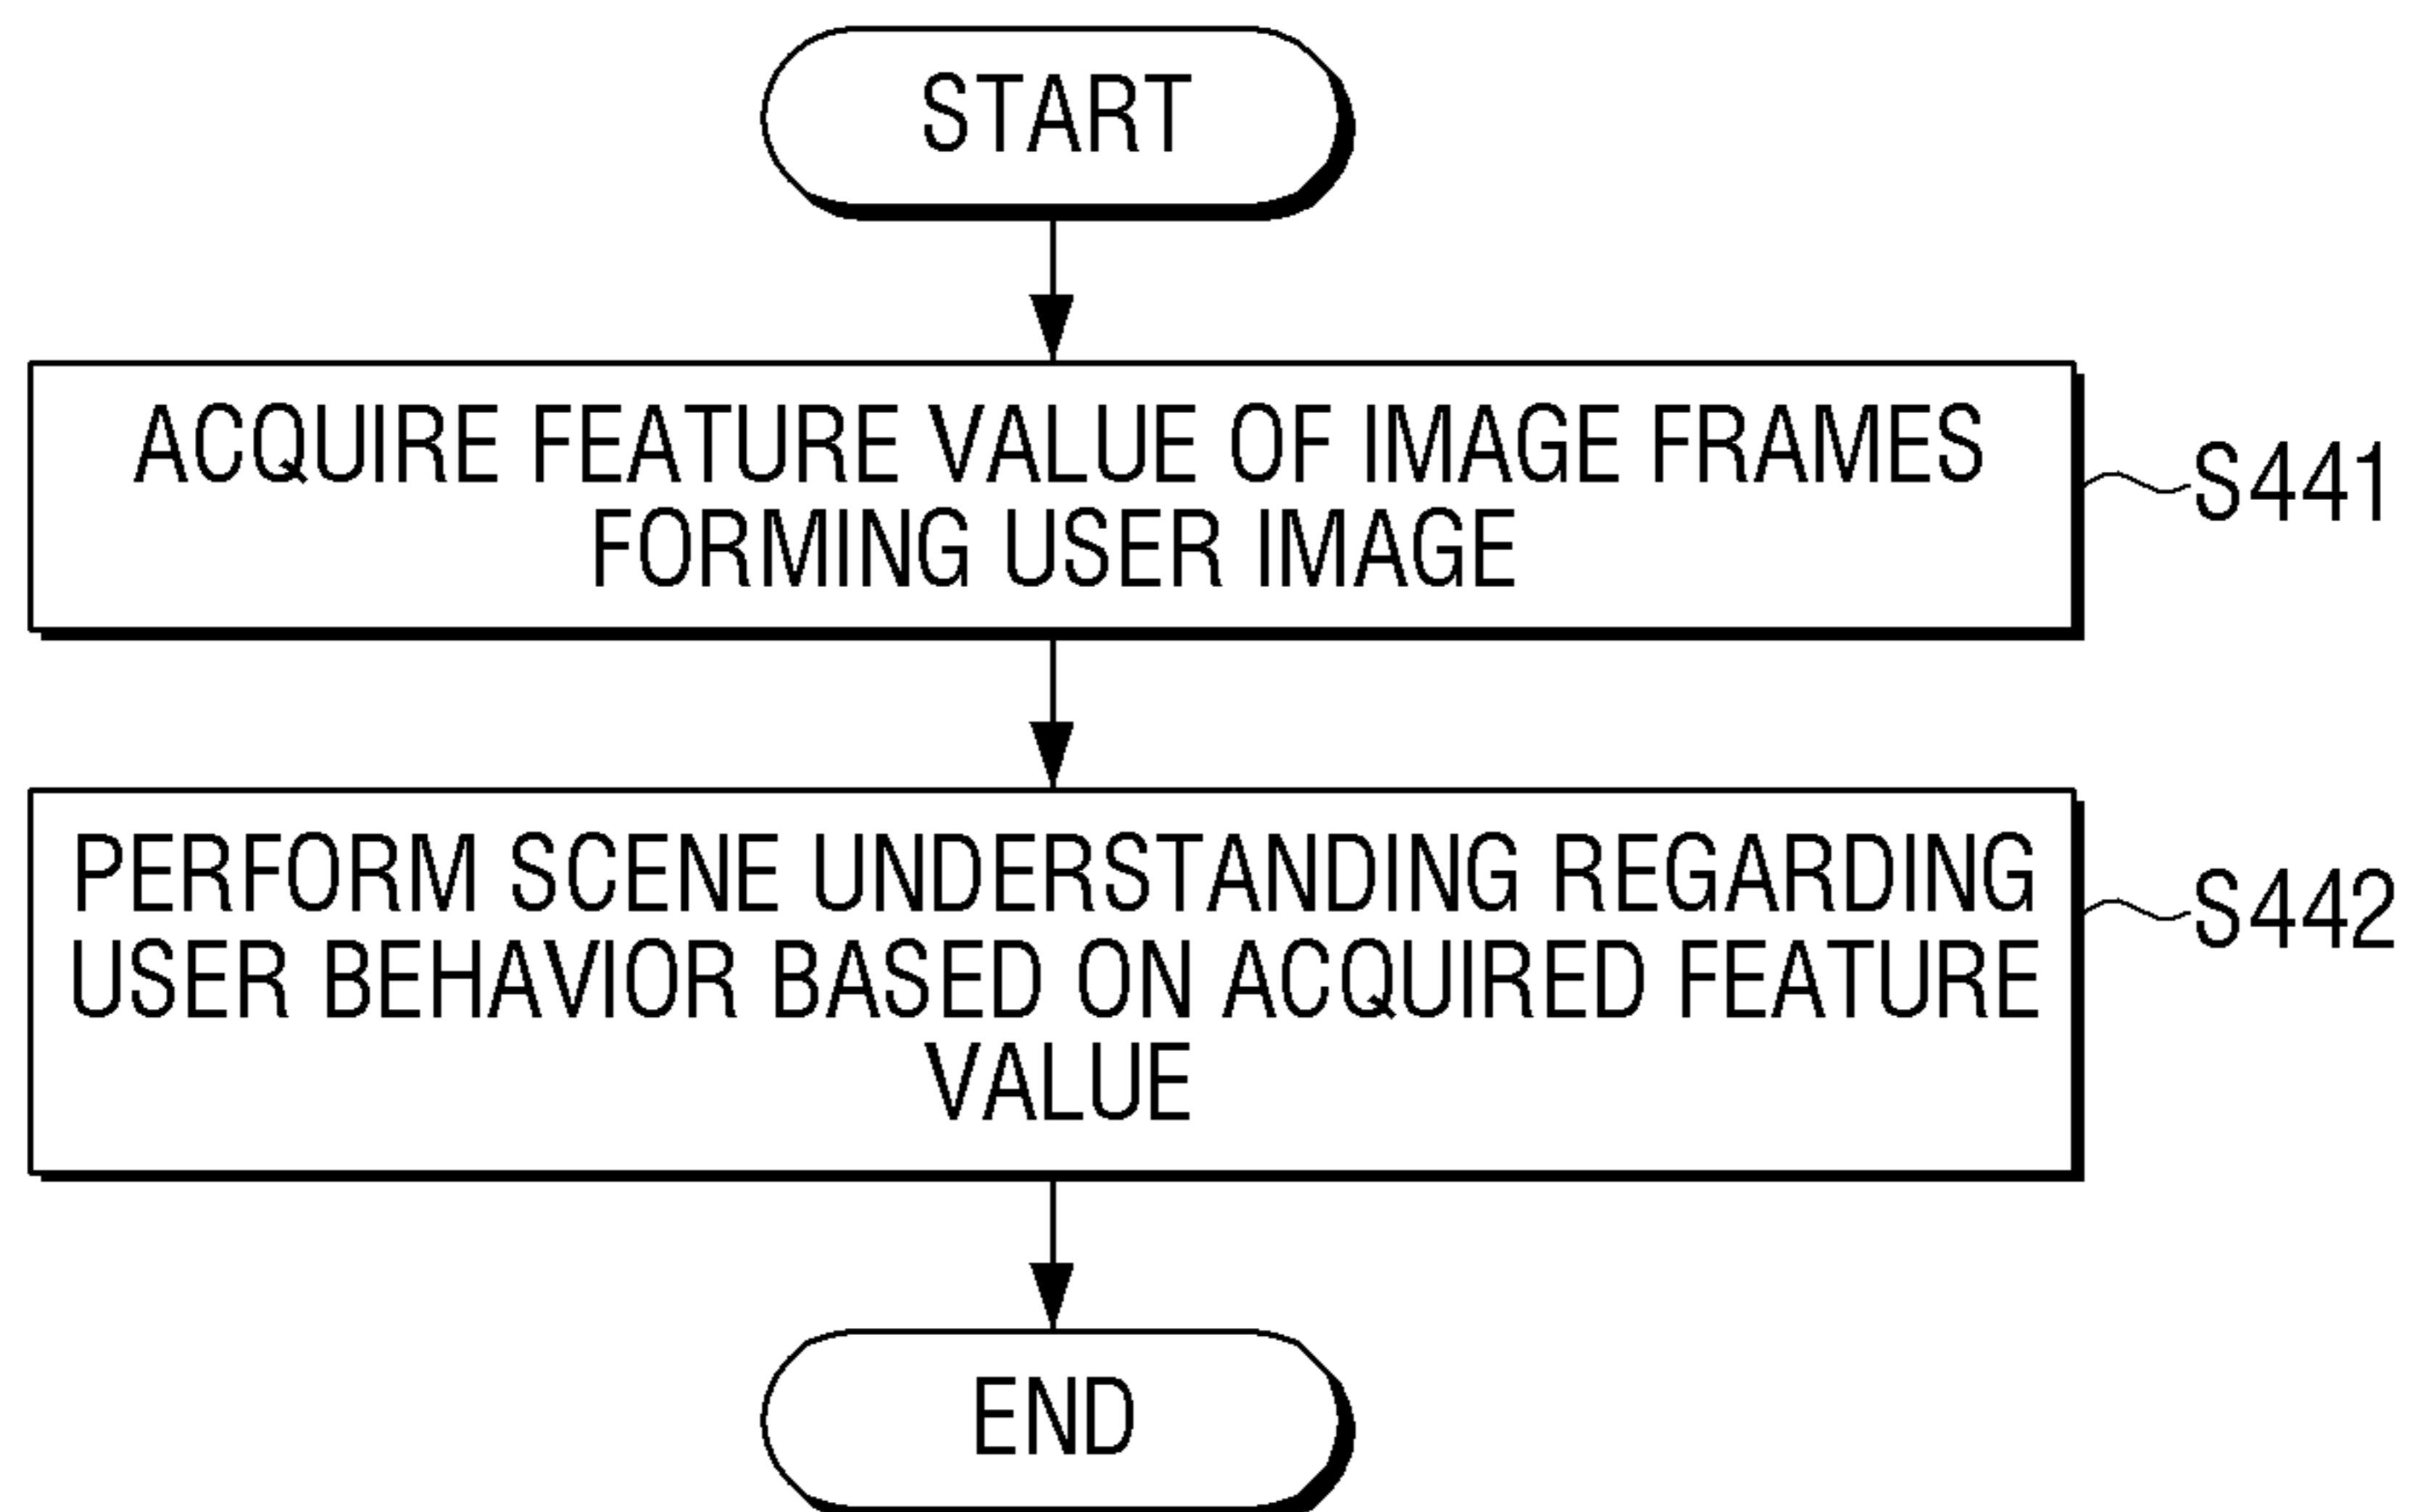 START
ACQUIRE FEATURE VALUE OF IMAGE FRAMES
FORMING USER IMAGE
S441
PERFORM SCENE UNDERSTANDING REGARDING
USER BEHAVIOR BASED ON ACQUIRED FEATURE
VALUE
S442
END